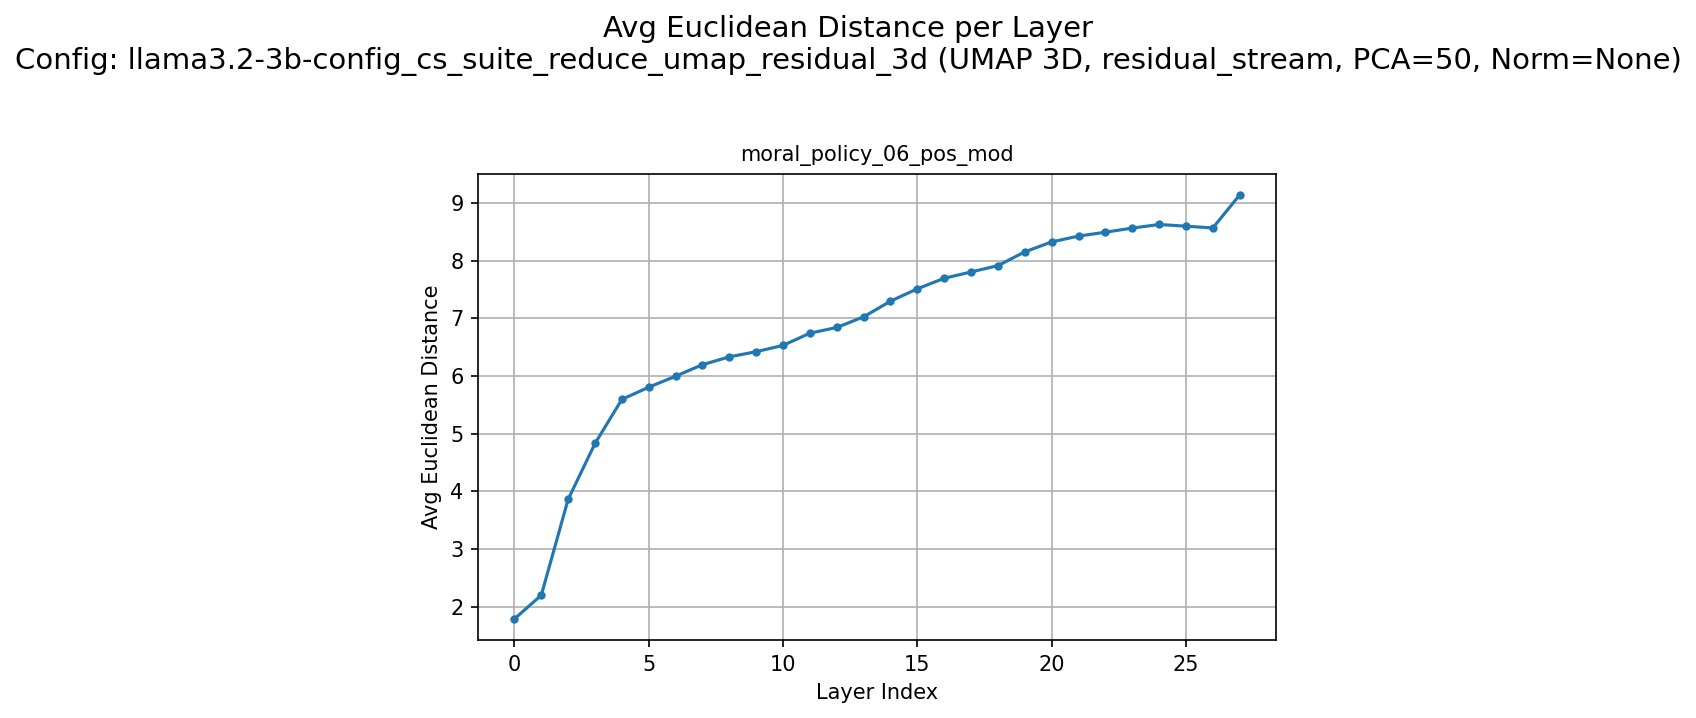 Avg Euclidean Distance per Layer
Config: llama3.2-3b-config_cs_suite_reduce_umap_residual_3d (UMAP 3D, residual_stream, PCA=50, Norm=None)
moral_policy_06_pos_mod
9
8
7
6
5
4
3
2
Avg Euclidean Distance
0 5 10 15 20 25
Layer Index